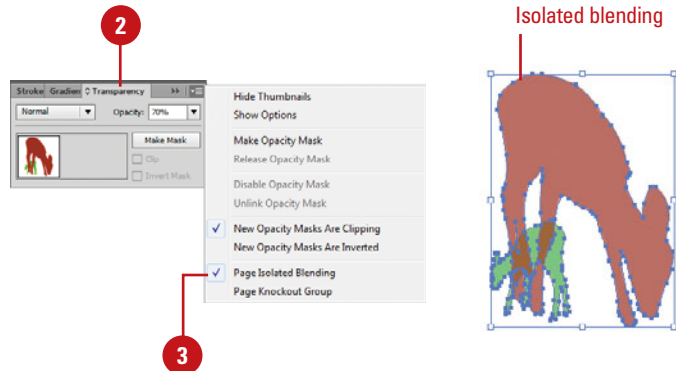 2
Isolated blending
Stroke Gradien Transparency
Normal Opacity: 70%
Make Mask
Clip
Invert Mask
Hide Thumbnails
Show Options
Make Opacity Mask
Release Opacity Mask
Disable Opacity Mask
Unlink Opacity Mask
New Opacity Masks Are Clipping
New Opacity Masks Are Inverted
Page Isolated Blending
Page Knockout Group
3